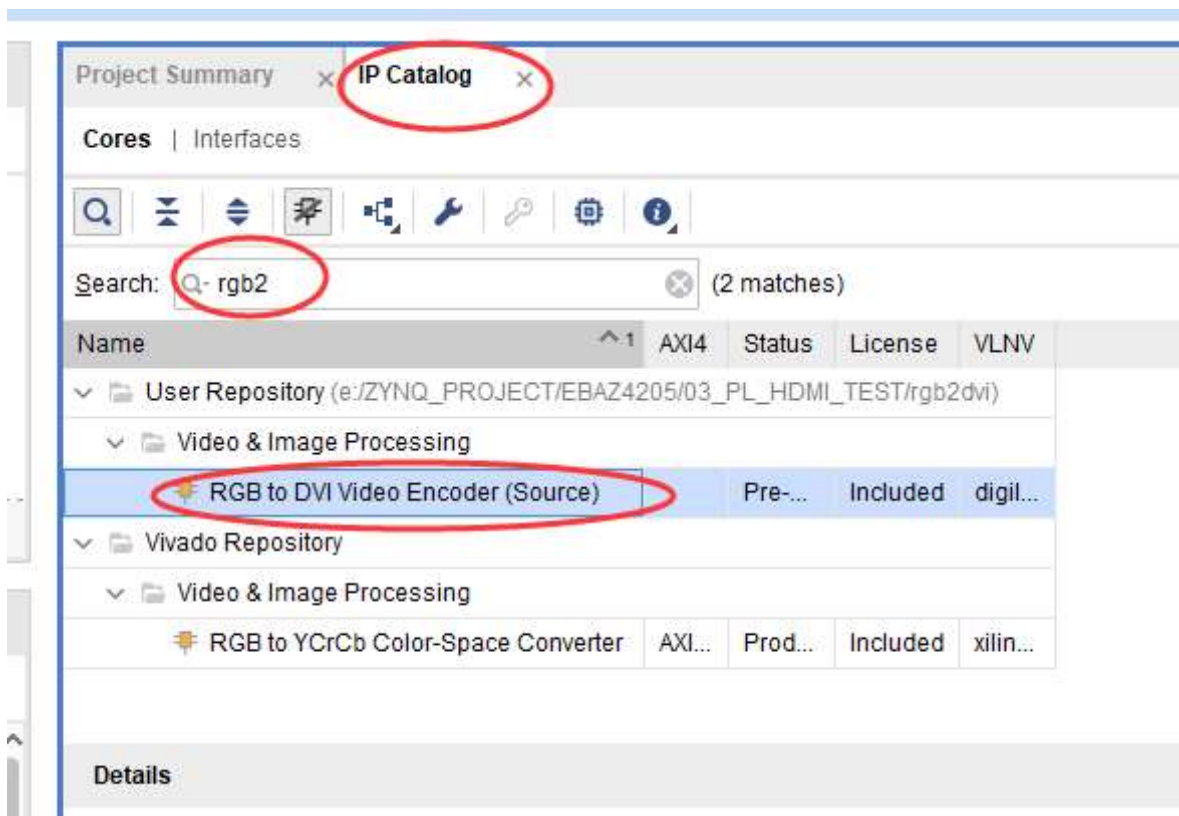 Project Summary × IP Catalog ×
Cores | Interfaces
Search: rgb2 (2 matches)
Name 1 AXI4 Status License VLNV
User Repository (e:/ZYNQ_PROJECT/EBAZ4205/03_PL_HDMI_TEST/rgb2dvi)
Video & Image Processing
RGB to DVI Video Encoder (Source) Pre-... Included digil...
Vivado Repository
Video & Image Processing
RGB to YCrCb Color-Space Converter AXI... Prod... Included xilin...
Details